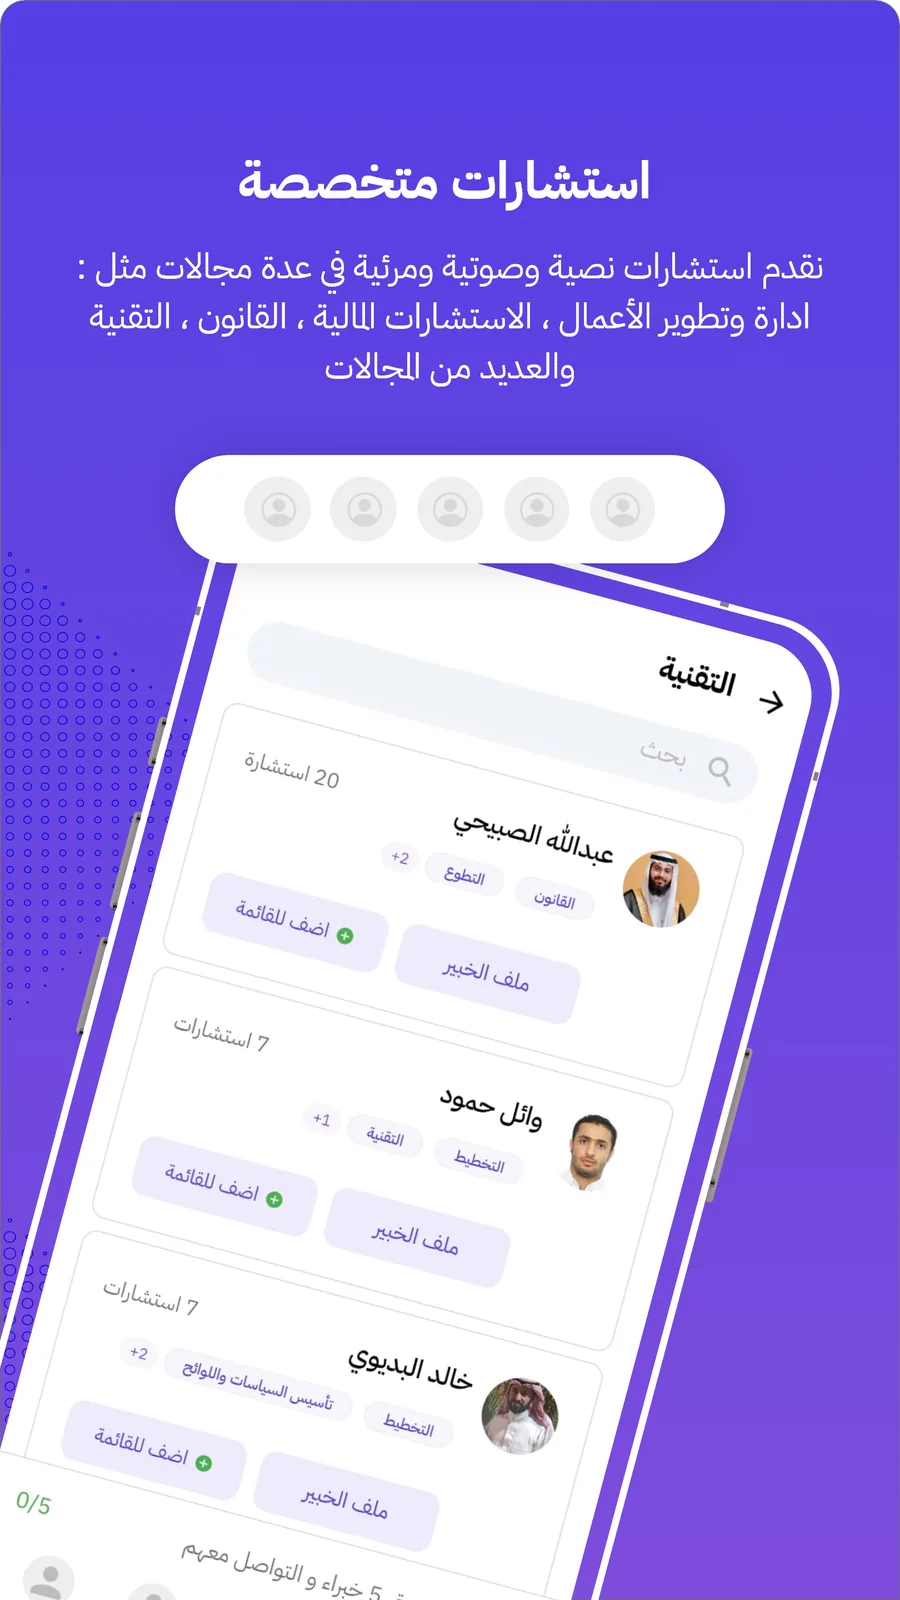 استشارات متخصصة
نقدم استشارات نصية وصوتية ومرئية في عدة مجالات مثل :
ادارة وتطوير الأعمال ، الاستشارات المالية ، القانون ، التقنية
والعديد من المجالات
التقنية
بحث
20 استشارة
عبدالله الصبيحي
القانون
التطوع
+2
ملف الخبير
اضف للقائمة
7 استشارات
وائل حمود
التخطيط
التقنية
+1
ملف الخبير
اضف للقائمة
7 استشارات
خالد البديوي
التخطيط
تأسيس السياسات واللوائح
+2
ملف الخبير
اضف للقائمة
0/5
5 خبراء و التواصل معهم